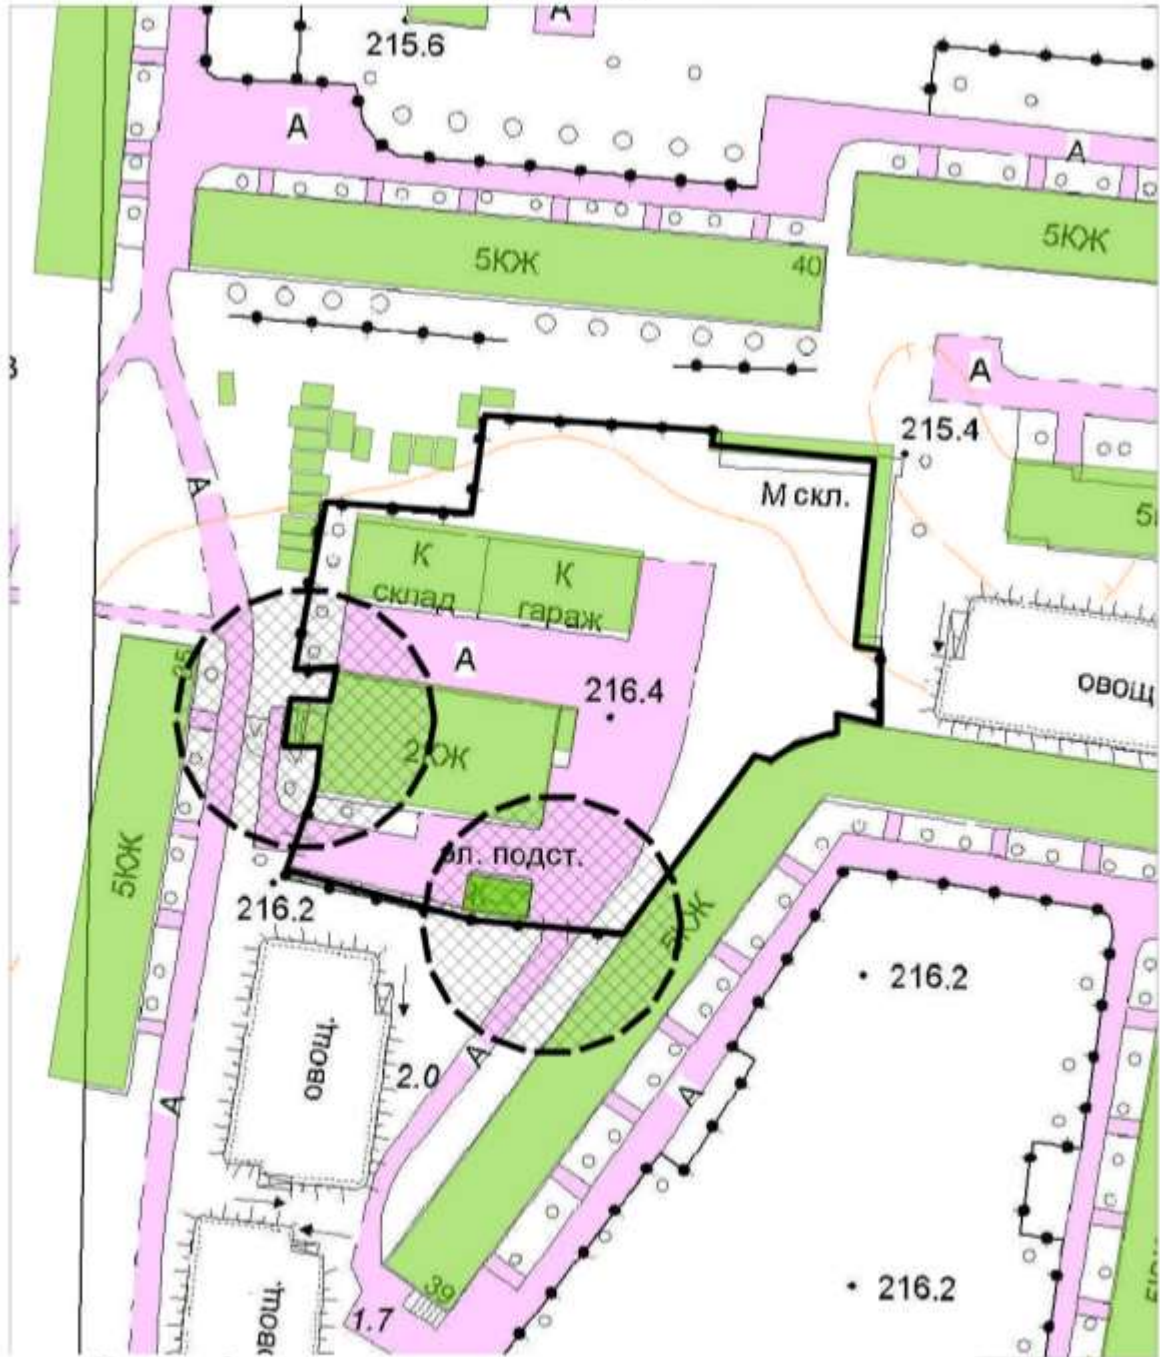 А
215.6
А
А
5КЖ
5КЖ
40
А
215.4
А
М скл.
К
склад
К
гараж
А
216.4
35
овощ
2КЖ
эл. подст.
5КЖ
5КЖ
216.2
216.2
овощ.
2.0
А
А
А
216.2
39
1.7
овощ.